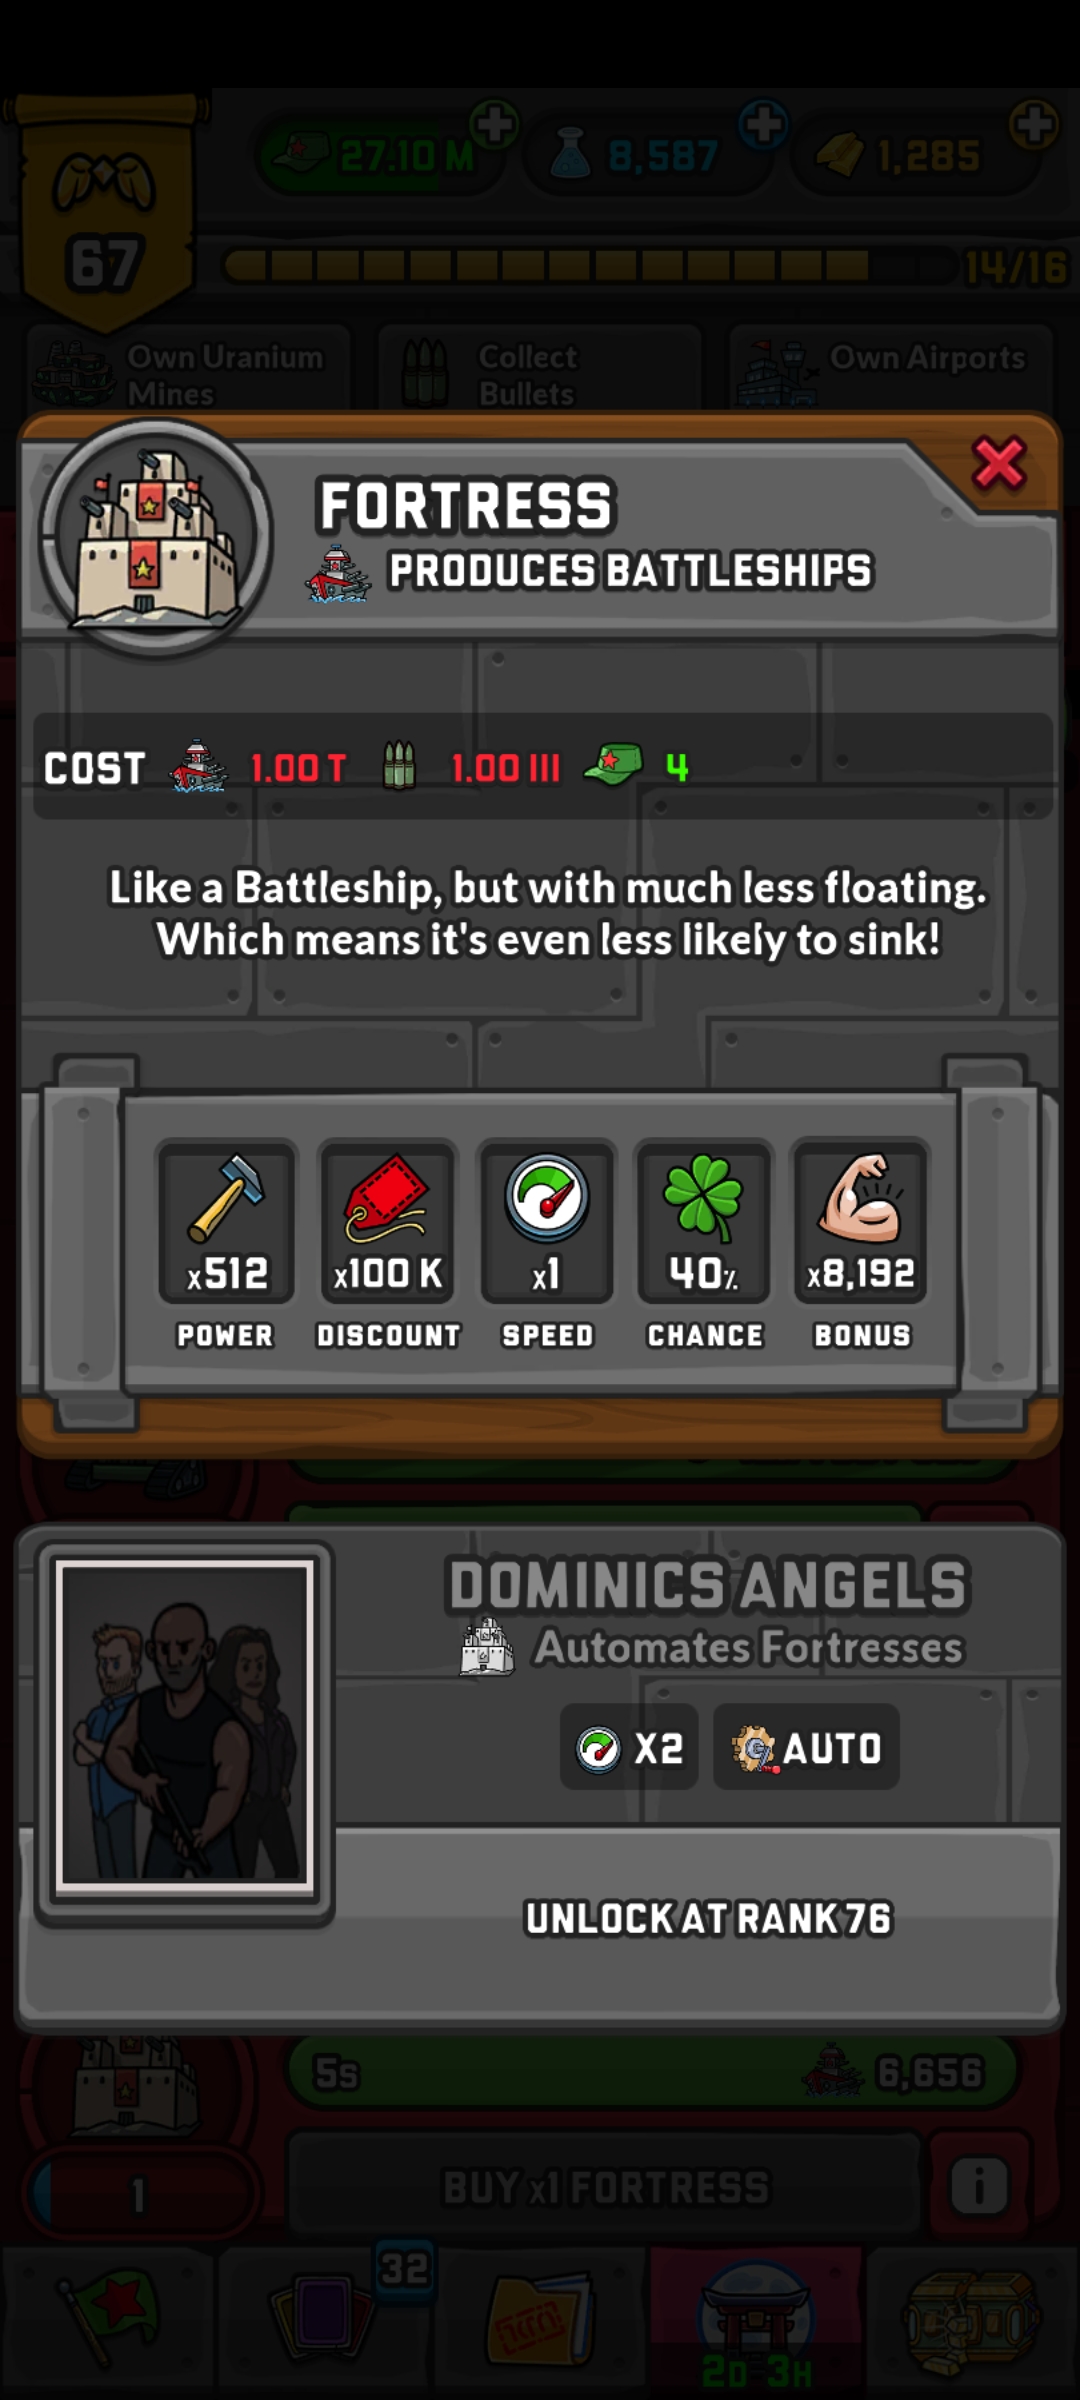 27.10 M
8,587
1,285
67
14/16
Own Uranium
Mines
Collect
Bullets
Own Airports
FORTRESS
PRODUCES BATTLESHIPS
COST 1.00 T 1.00 III 4
Like a Battleship, but with much less floating.
Which means it's even less likely to sink!
x512
x100 K
x1
40%
x8,192
POWER
DISCOUNT
SPEED
CHANCE
BONUS
DOMINICS ANGELS
Automates Fortresses
X2
AUTO
UNLOCK AT RANK 76
5s
6,656
1
BUY x1 FORTRESS
i
32
2D 3H